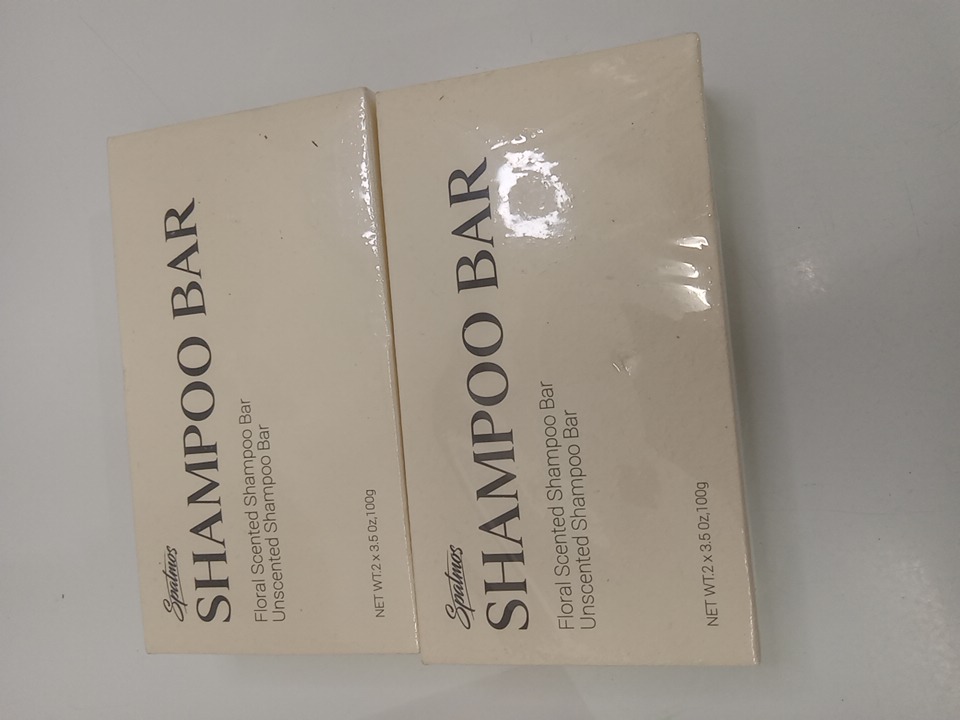 Spatmos
SHAMPOO BAR
Floral Scented Shampoo Bar
Unscented Shampoo Bar
NET WT.2 x 3.5 Oz,100g
Spatmos
SHAMPOO BAR
Floral Scented Shampoo Bar
Unscented Shampoo Bar
NET WT.2 x 3.5 Oz,100g